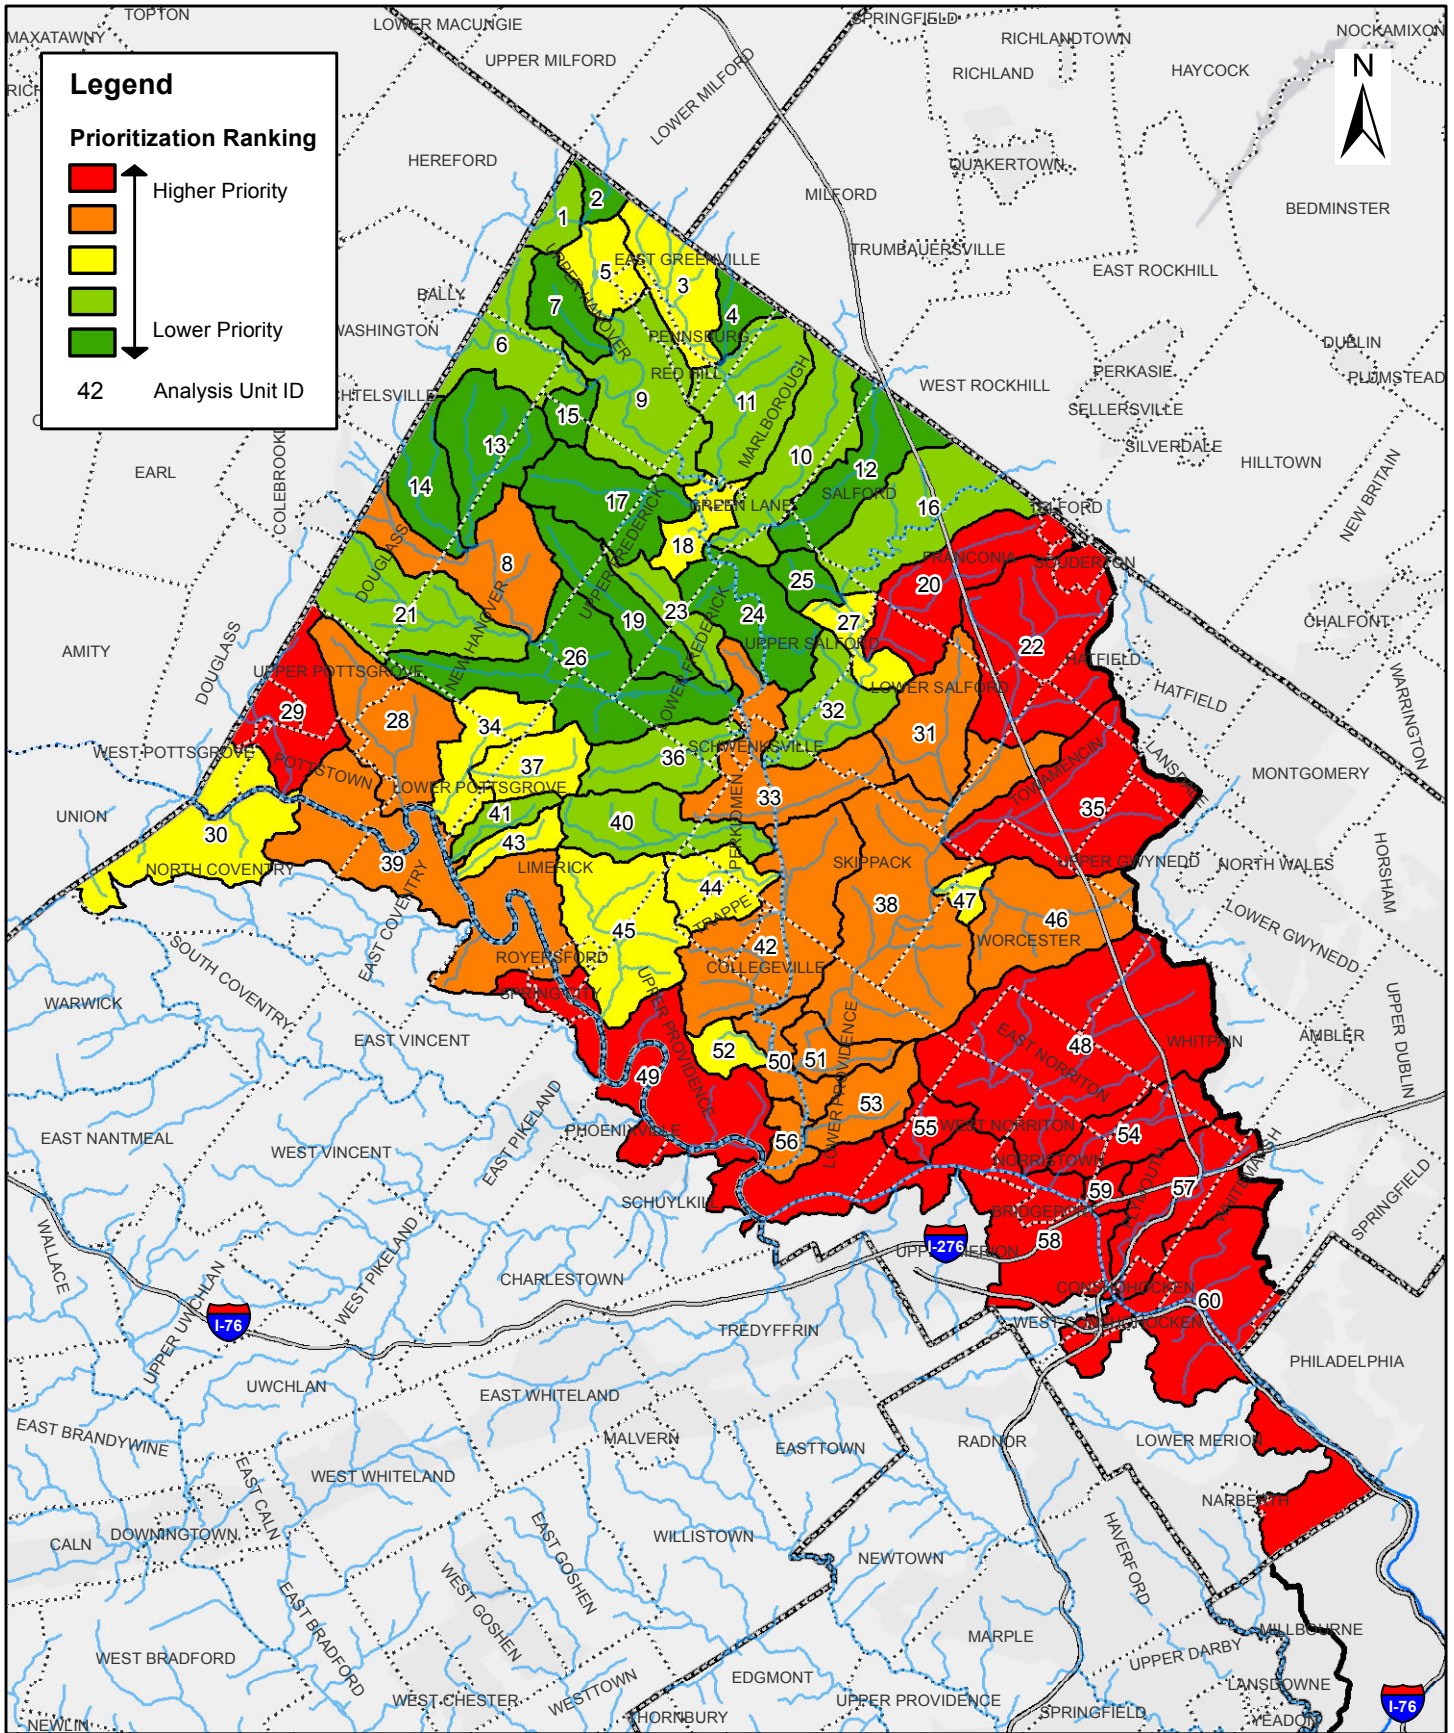 TOPTON
LOWER MACUNGIE
SPRINGFIELD
RICHLANDTOWN
NOCKAMIXON
MAXATAWNY
UPPER MILFORD
LOWER MILFORD
RICHLAND
HAYCOCK
Legend
Prioritization Ranking
Higher Priority
Lower Priority
42 Analysis Unit ID
N
HEREFORD
QUAKERTOWN
MILFORD
BEDMINSTER
TRUMBAUERSVILLE
EAST ROCKHILL
1
2
UPPER HANOVER
5
EAST GREENVILLE
3
BALLY
7
4
WASHINGTON
PENNSBURG
DUBLIN
6
RED HILL
MARLBOROUGH
WEST ROCKHILL
PERKASIE
PLUMSTEAD
CHTELSVILLE
9
11
SELLERSVILLE
15
SILVERDALE
COLEBROOKD
13
10
HILLTOWN
EARL
14
17
12
SALFORD
NEW BRITAIN
GREEN LANE
16
TELFORD
UPPER FREDERICK
18
DOUGLASS
8
FRANCONIA
SOUDERTON
25
20
21
NEW HANOVER
19
23
24
27
CHALFONT
UPPER SALFORD
22
AMITY
DOUGLASS
26
LOWER FREDERICK
HATFIELD
UPPER POTTSGROVE
LOWER SALFORD
HATFIELD
WARRINGTON
29
28
34
32
31
WEST POTTSGROVE
SCHWENKSVILLE
LANSDALE
POTTSTOWN
37
36
TOWAMENCIN
MONTGOMERY
LOWER POTTSGROVE
33
35
UNION
41
PERKIOMEN
30
43
40
HORSHAM
39
LIMERICK
SKIPPACK
UPPER GWYNEDD
NORTH WALES
NORTH COVENTRY
EAST COVENTRY
44
47
TRAPPE
38
46
LOWER GWYNEDD
45
WORCESTER
42
ROYERSFORD
COLLEGEVILLE
SOUTH COVENTRY
SPRING CITY
UPPER PROVIDENCE
WARWICK
UPPER DUBLIN
EAST VINCENT
LOWER PROVIDENCE
EAST NORRITON
48
WHITPAIN
AMBLER
52
50
51
49
EAST PIKELAND
53
EAST NANTMEAL
PHOENIXVILLE
55
WEST NORRITON
54
WEST VINCENT
56
NORRISTOWN
PLYMOUTH
WHITEMARSH
SPRINGFIELD
59
57
SCHUYLKILL
BRIDGEPORT
WALLACE
WEST PIKELAND
I-276
58
UPPER MERION
UPPER UWCHLAN
CHARLESTOWN
CONSHOHOCKEN
60
I-76
WEST CONSHOHOCKEN
TREDYFFRIN
PHILADELPHIA
UWCHLAN
EAST WHITELAND
EAST BRANDYWINE
MALVERN
EASTTOWN
RADNOR
LOWER MERION
WEST WHITELAND
EAST CALN
NARBERTH
DOWNINGTOWN
CALN
EAST GOSHEN
WILLISTOWN
NEWTOWN
HAVERFORD
WEST GOSHEN
EAST BRADFORD
MARPLE
MILLBOURNE
WEST BRADFORD
UPPER DARBY
EDGMONT
LANSDOWNE
WESTTOWN
WEST CHESTER
UPPER PROVIDENCE
THORNBURY
SPRINGFIELD
I-76
NEWLIN
YEADON